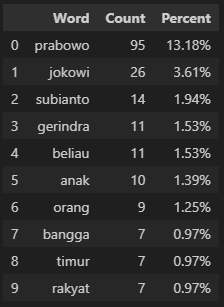 Word Count Percent
0 prabowo 95 13.18%
1 jokowi 26 3.61%
2 subianto 14 1.94%
3 gerindra 11 1.53%
4 beliau 11 1.53%
5 anak 10 1.39%
6 orang 9 1.25%
7 bangga 7 0.97%
8 timur 7 0.97%
9 rakyat 7 0.97%